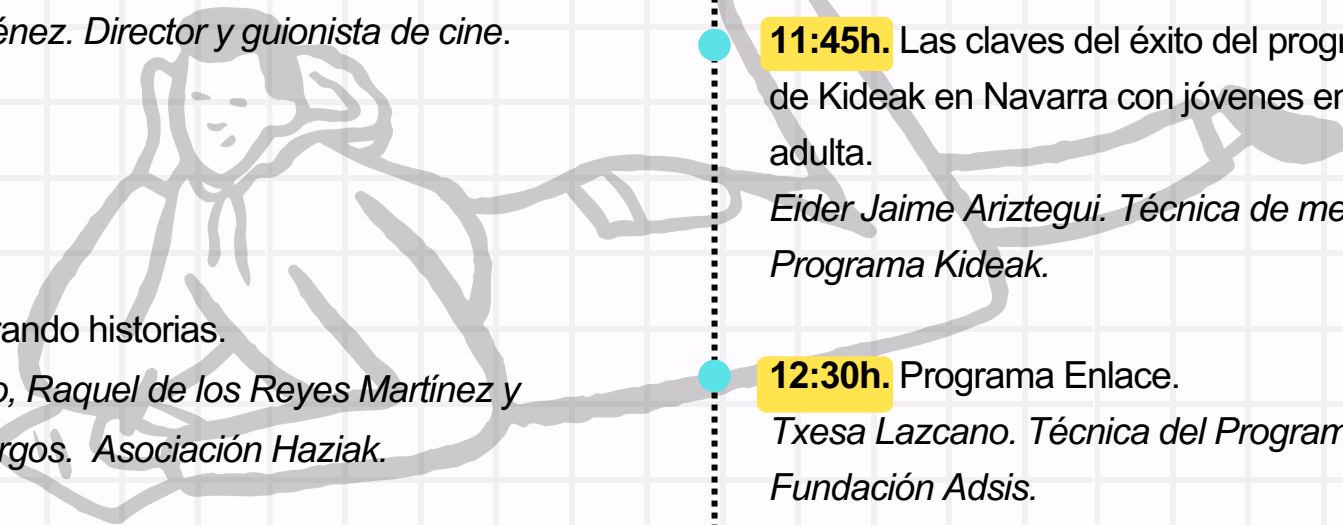 énez. Director y guionista de cine.
ando historias.
o, Raquel de los Reyes Martínez y
rgos. Asociación Haziak.
11:45h. Las claves del éxito del progr
de Kideak en Navarra con jóvenes en
adulta.
Eider Jaime Ariztegui. Técnica de me
Programa Kideak.
12:30h. Programa Enlace.
Txesa Lazcano. Técnica del Program
Fundación Adsis.